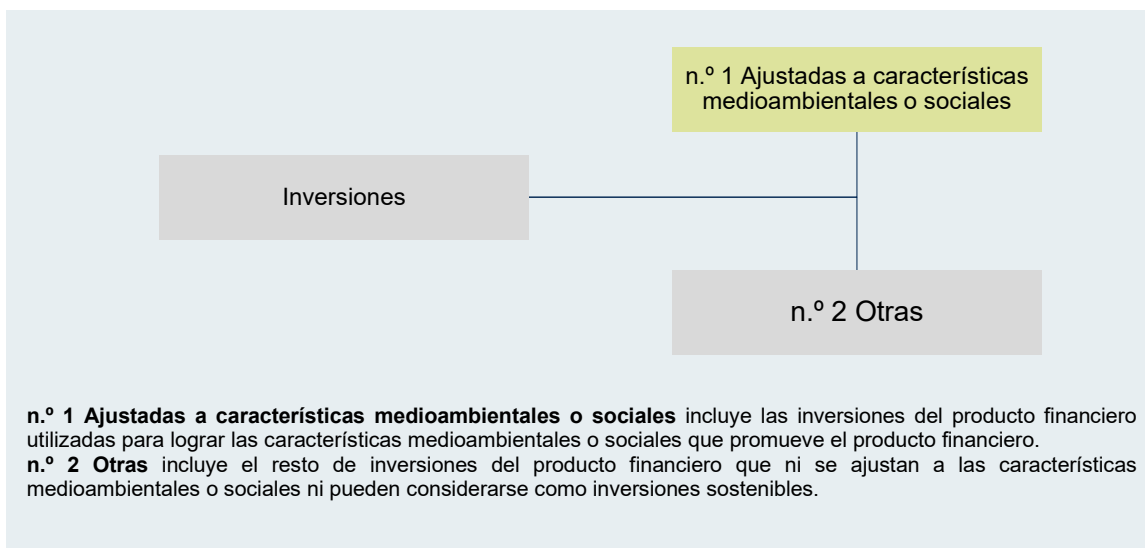 n.º 1 Ajustadas a características
medioambientales o sociales
Inversiones
n.º 2 Otras
n.º 1 Ajustadas a características medioambientales o sociales incluye las inversiones del producto financiero
utilizadas para lograr las características medioambientales o sociales que promueve el producto financiero.
n.º 2 Otras incluye el resto de inversiones del producto financiero que ni se ajustan a las características
medioambientales o sociales ni pueden considerarse como inversiones sostenibles.